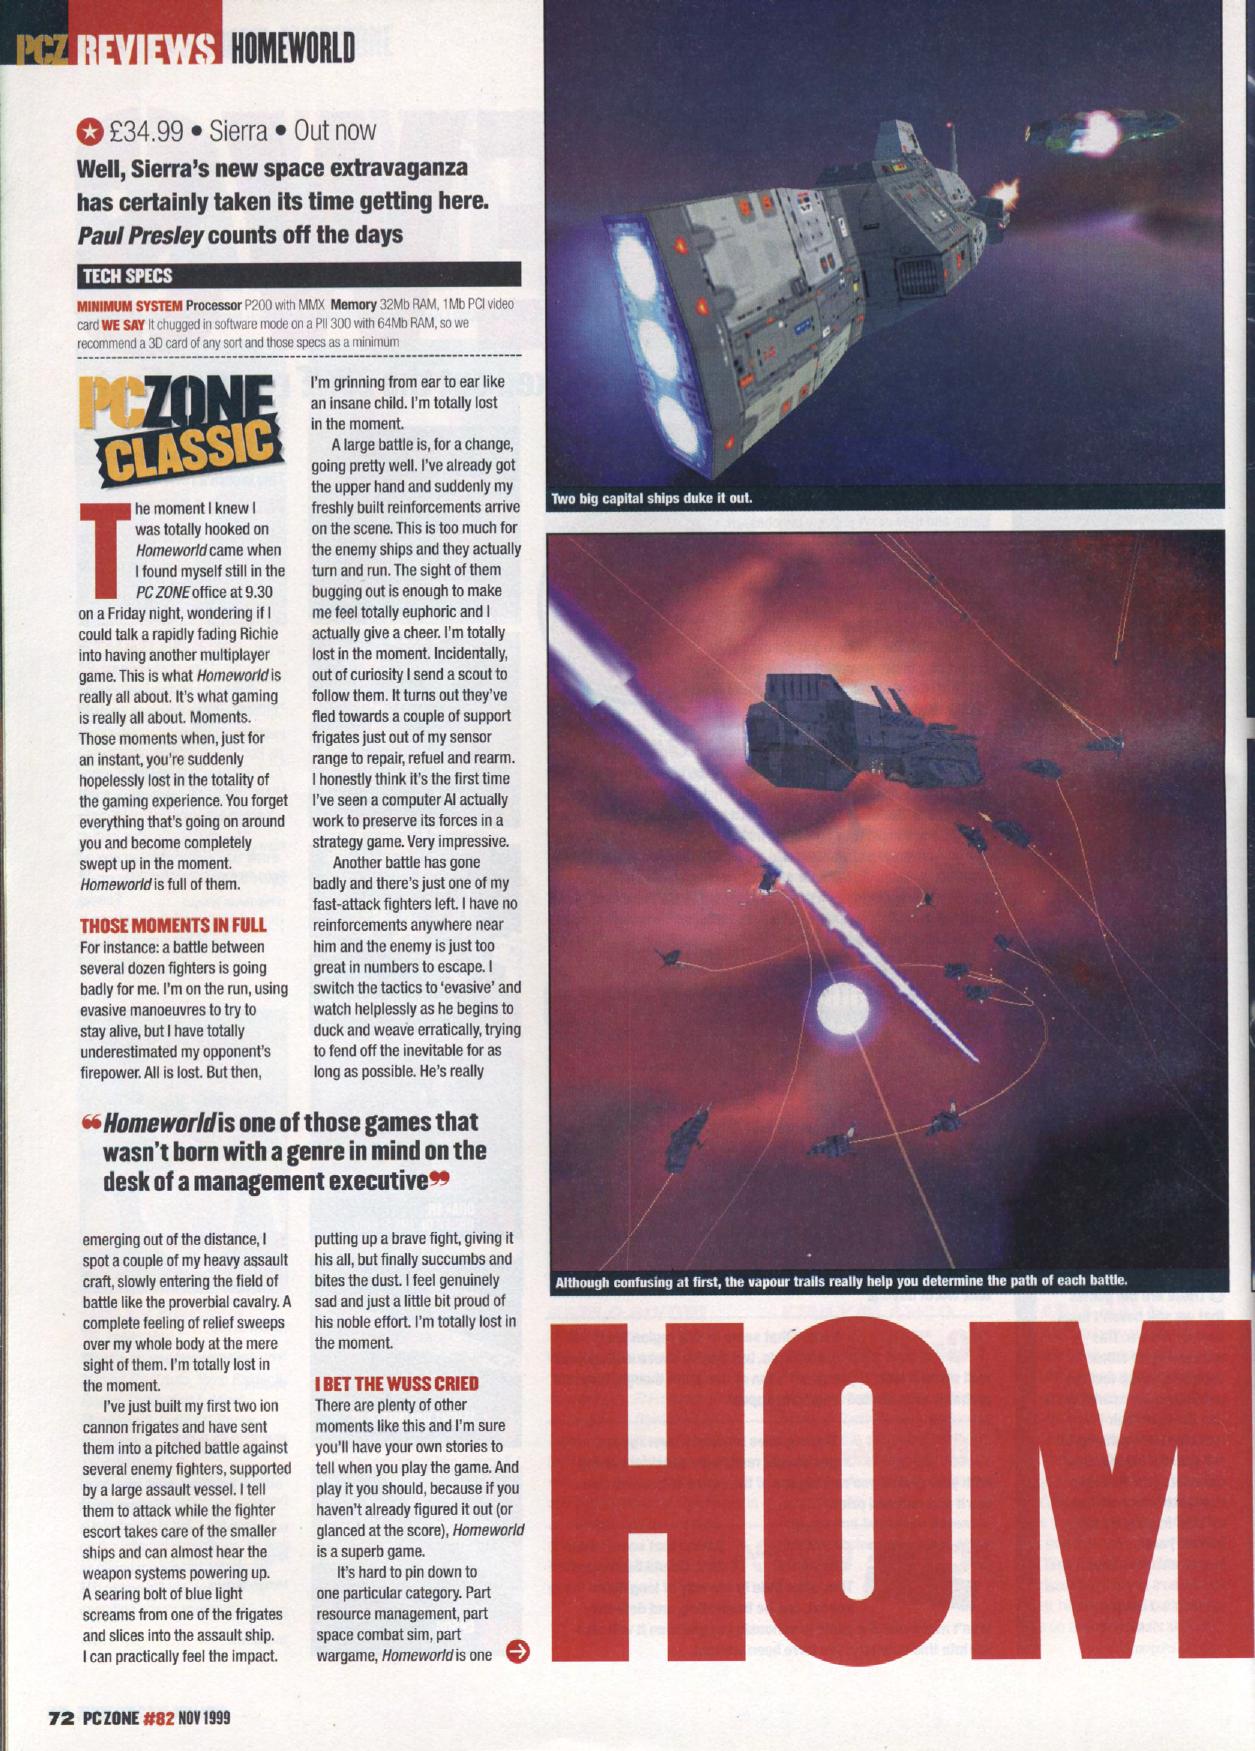 PCZ REVIEWS HOMEWORLD
£34.99 • Sierra • Out now
Well, Sierra's new space extravaganza
has certainly taken its time getting here.
Paul Presley counts off the days
TECH SPECS
MINIMUM SYSTEM Processor P200 with MMX Memory 32Mb RAM, 1Mb PCI video
card WE SAY It chugged in software mode on a PII 300 with 64Mb RAM, so we
recommend a 3D card of any sort and those specs as a minimum
PCZONE
CLASSIC
The moment I knew I
was totally hooked on
Homeworld came when
I found myself still in the
PC ZONE office at 9.30
on a Friday night, wondering if I
could talk a rapidly fading Richie
into having another multiplayer
game. This is what Homeworld is
really all about. It's what gaming
is really all about. Moments.
Those moments when, just for
an instant, you're suddenly
hopelessly lost in the totality of
the gaming experience. You forget
everything that's going on around
you and become completely
swept up in the moment.
Homeworld is full of them.
THOSE MOMENTS IN FULL
For instance: a battle between
several dozen fighters is going
badly for me. I'm on the run, using
evasive manoeuvres to try to
stay alive, but I have totally
underestimated my opponent's
firepower. All is lost. But then,
emerging out of the distance, I
spot a couple of my heavy assault
craft, slowly entering the field of
battle like the proverbial cavalry. A
complete feeling of relief sweeps
over my whole body at the mere
sight of them. I'm totally lost in
the moment.
I've just built my first two ion
cannon frigates and have sent
them into a pitched battle against
several enemy fighters, supported
by a large assault vessel. I tell
them to attack while the fighter
escort takes care of the smaller
ships and can almost hear the
weapon systems powering up.
A searing bolt of blue light
screams from one of the frigates
and slices into the assault ship.
I can practically feel the impact.
I'm grinning from ear to ear like
an insane child. I'm totally lost
in the moment.
A large battle is, for a change,
going pretty well. I've already got
the upper hand and suddenly my
freshly built reinforcements arrive
on the scene. This is too much for
the enemy ships and they actually
turn and run. The sight of them
bugging out is enough to make
me feel totally euphoric and I
actually give a cheer. I'm totally
lost in the moment. Incidentally,
out of curiosity I send a scout to
follow them. It turns out they've
fled towards a couple of support
frigates just out of my sensor
range to repair, refuel and rearm.
I honestly think it's the first time
I've seen a computer AI actually
work to preserve its forces in a
strategy game. Very impressive.
Another battle has gone
badly and there's just one of my
fast-attack fighters left. I have no
reinforcements anywhere near
him and the enemy is just too
great in numbers to escape. I
switch the tactics to 'evasive' and
watch helplessly as he begins to
duck and weave erratically, trying
to fend off the inevitable for as
long as possible. He's really
putting up a brave fight, giving it
his all, but finally succumbs and
bites the dust. I feel genuinely
sad and just a little bit proud of
his noble effort. I'm totally lost in
the moment.
I BET THE WUSS CRIED
There are plenty of other
moments like this and I'm sure
you'll have your own stories to
tell when you play the game. And
play it you should, because if you
haven't already figured it out (or
glanced at the score), Homeworld
is a superb game.
It's hard to pin down to
one particular category. Part
resource management, part
space combat sim, part
wargame, Homeworld is one
“Homeworld is one of those games that
wasn't born with a genre in mind on the
desk of a management executive”
Two big capital ships duke it out.
Although confusing at first, the vapour trails really help you determine the path of each battle.
HOM
72 PCZONE #82 NOV 1999